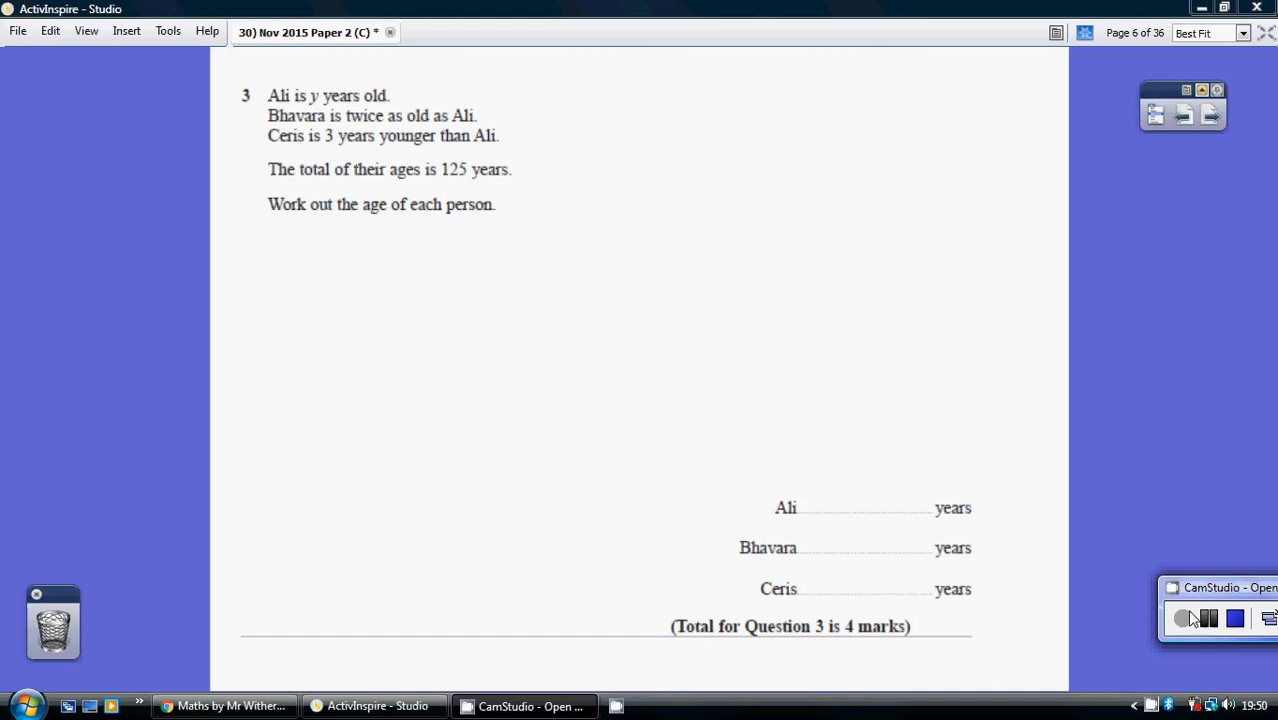 ActivInspire - Studio
File Edit View Insert Tools Help
30) Nov 2015 Paper 2 (C) *
Page 6 of 36
Best Fit
3 Ali is y years old.
Bhavara is twice as old as Ali.
Ceris is 3 years younger than Ali.
The total of their ages is 125 years.
Work out the age of each person.
Ali years
Bhavara years
Ceris years
(Total for Question 3 is 4 marks)
CamStudio - Open
Maths by Mr Wither...
ActivInspire - Studio
CamStudio - Open ...
19:50